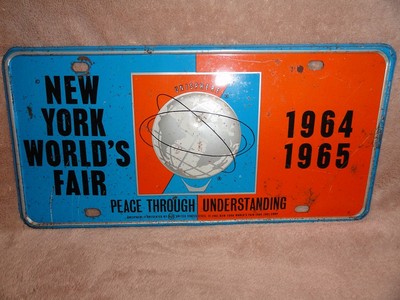 NEW
YORK
WORLD'S
FAIR
UNISPHERE
1964
1965
PEACE THROUGH UNDERSTANDING